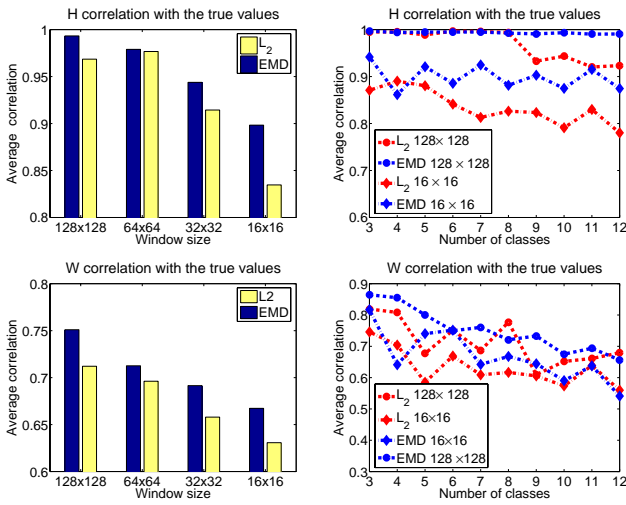 H correlation with the true values
Average correlation
1
0.95
0.9
0.85
0.8
L2
EMD
128x128 64x64 32x32 16x16
Window size
H correlation with the true values
Average correlation
1
0.9
0.8
0.7
0.6
L2 128× 128
EMD 128 × 128
L2 16 × 16
EMD 16 × 16
3 4 5 6 7 8 9 10 11 12
Number of classes
W correlation with the true values
Average correlation
0.8
0.75
0.7
0.65
0.6
L2
EMD
128x128 64x64 32x32 16x16
Window size
W correlation with the true values
Average correlation
0.9
0.8
0.7
0.6
0.5
0.4
0.3
L2 128× 128
L2 16×16
EMD 16×16
EMD 128 ×128
3 4 5 6 7 8 9 10 11 12
Number of classes